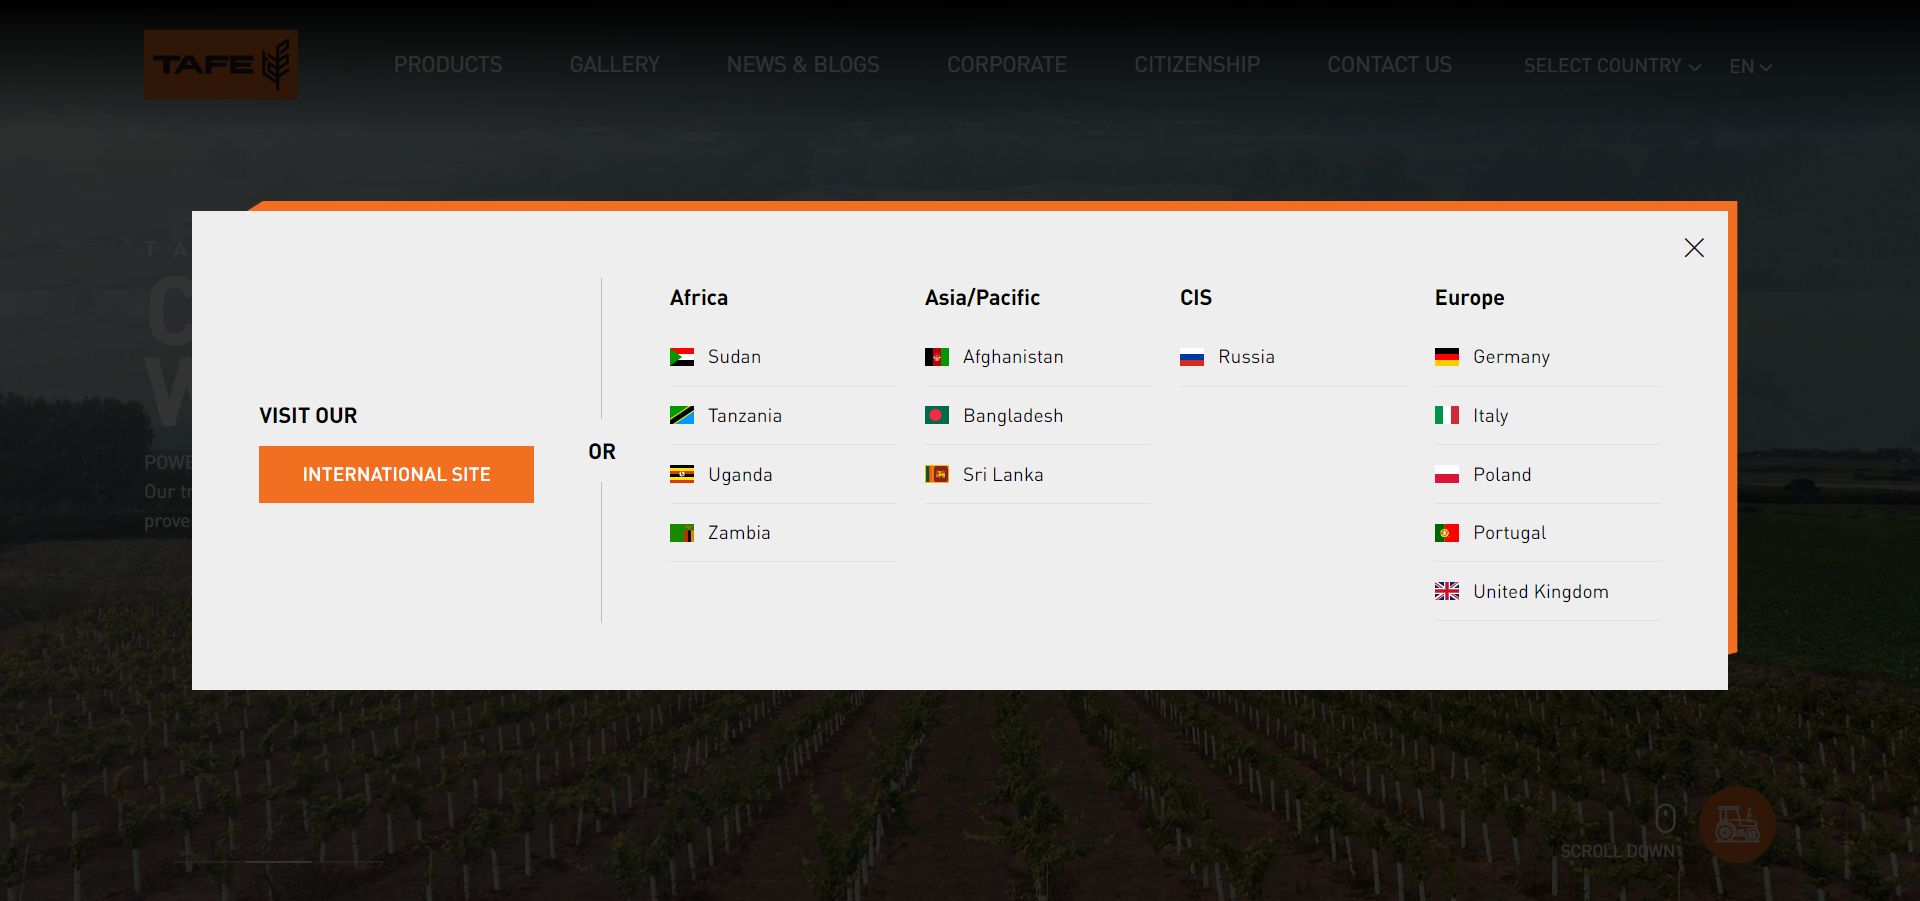 TAFE
PRODUCTS
GALLERY
NEWS & BLOGS
CORPORATE
CITIZENSHIP
CONTACT US
SELECT COUNTRY
EN
T A
C
W
POWE
Our tr
prove
VISIT OUR
INTERNATIONAL SITE
OR
Africa
Sudan
Tanzania
Uganda
Zambia
Asia/Pacific
Afghanistan
Bangladesh
Sri Lanka
CIS
Russia
Europe
Germany
Italy
Poland
Portugal
United Kingdom
SCROLL DOWN